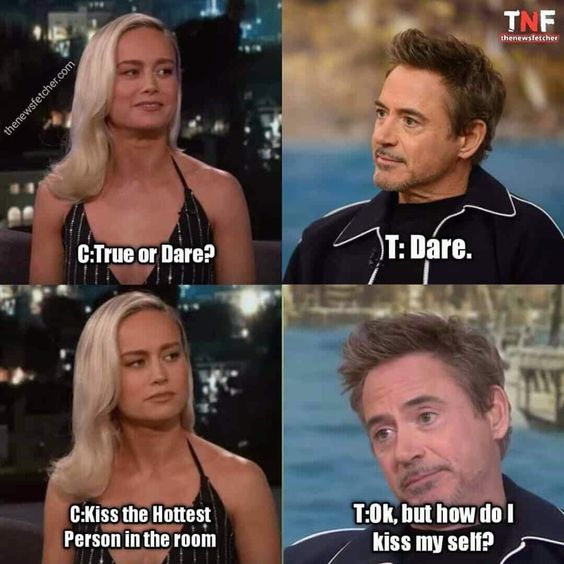 TNF
thenewsfetcher
thenewsfetcher.com
C:True or Dare?
T: Dare.
C:Kiss the Hottest
Person in the room
T:Ok, but how do I
kiss my self?